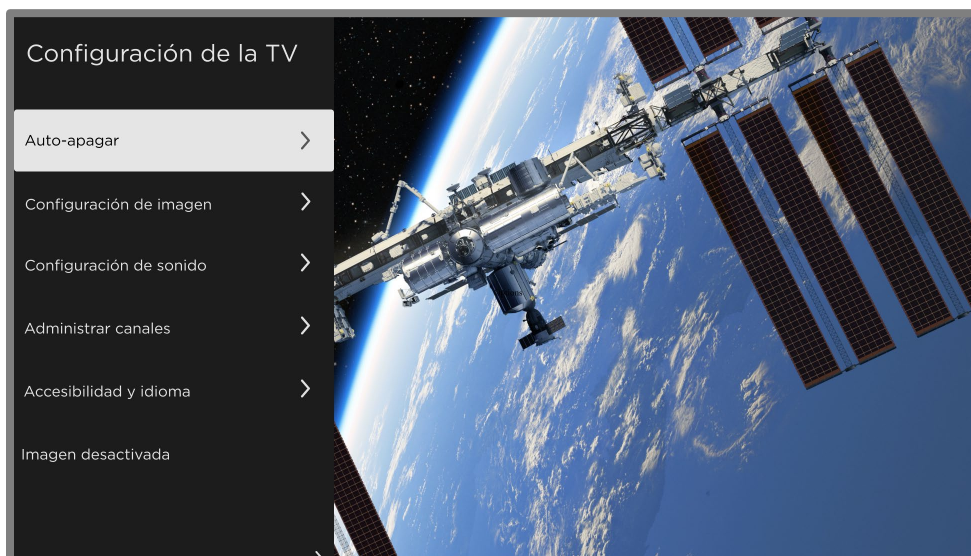 Configuración de la TV
Auto-apagar
Configuración de imagen
Configuración de sonido
Administrar canales
Accesibilidad y idioma
Imagen desactivada